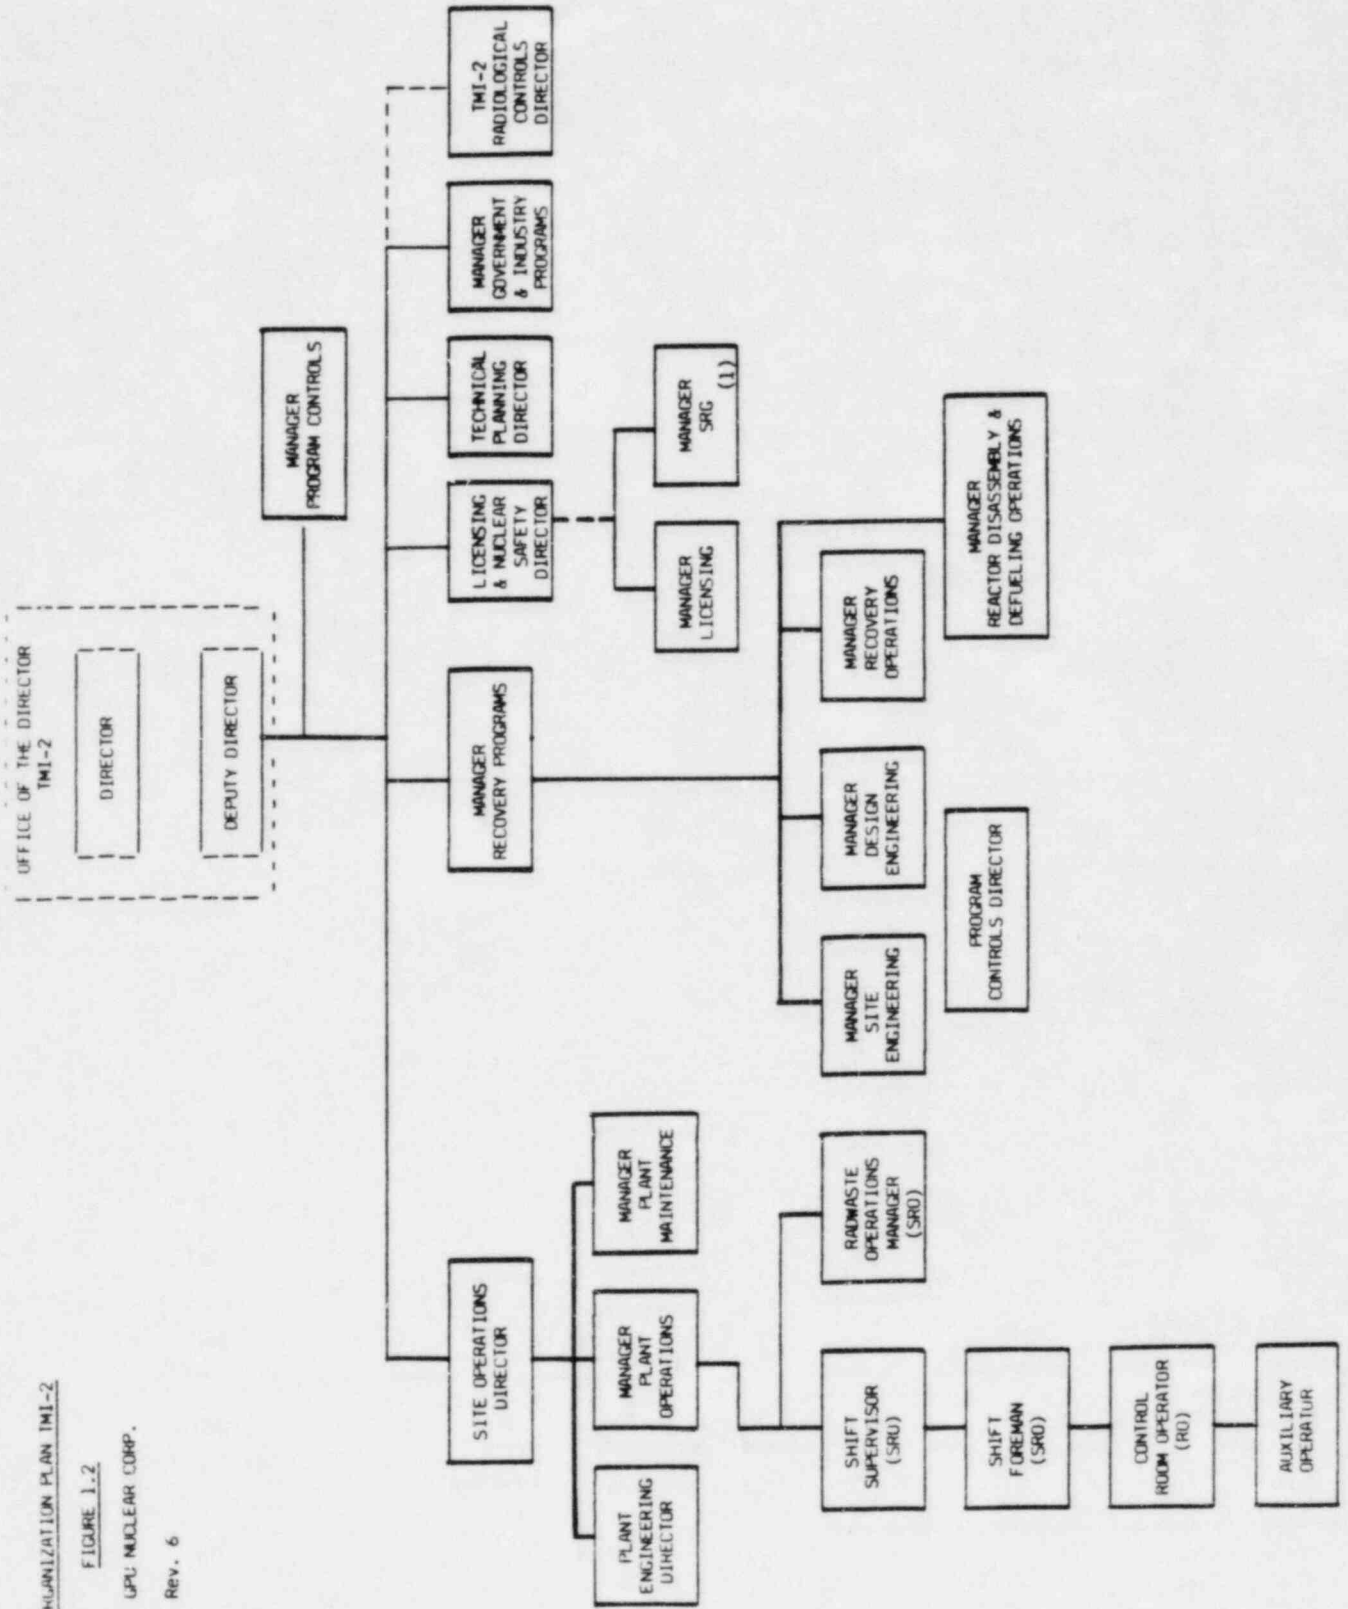 RGANIZATION PLAN TMI-2
FIGURE 1.2
GPU NUCLEAR CORP.
Rev. 6
OFFICE OF THE DIRECTOR
TMI-2
DIRECTOR
DEPUTY DIRECTOR
MANAGER
PROGRAM CONTROLS
SITE OPERATIONS
DIRECTOR
MANAGER
RECOVERY PROGRAMS
LICENSING
& NUCLEAR
SAFETY
DIRECTOR
TECHNICAL
PLANNING
DIRECTOR
MANAGER
GOVERNMENT
& INDUSTRY
PROGRAMS
TMI-2
RADIOLOGICAL
CONTROLS
DIRECTOR
PLANT
ENGINEERING
DIRECTOR
MANAGER
PLANT
OPERATIONS
MANAGER
PLANT
MAINTENANCE
MANAGER
LICENSING
MANAGER
SRG
(1)
SHIFT
SUPERVISOR
(SRO)
RADWASTE
OPERATIONS
MANAGER
(SRO)
MANAGER
SITE
ENGINEERING
MANAGER
DESIGN
ENGINEERING
MANAGER
RECOVERY
OPERATIONS
SHIFT
FOREMAN
(SRO)
PROGRAM
CONTROLS DIRECTOR
MANAGER
REACTOR DISASSEMBLY &
DEFUELING OPERATIONS
CONTROL
ROOM OPERATOR
(RO)
AUXILIARY
OPERATOR